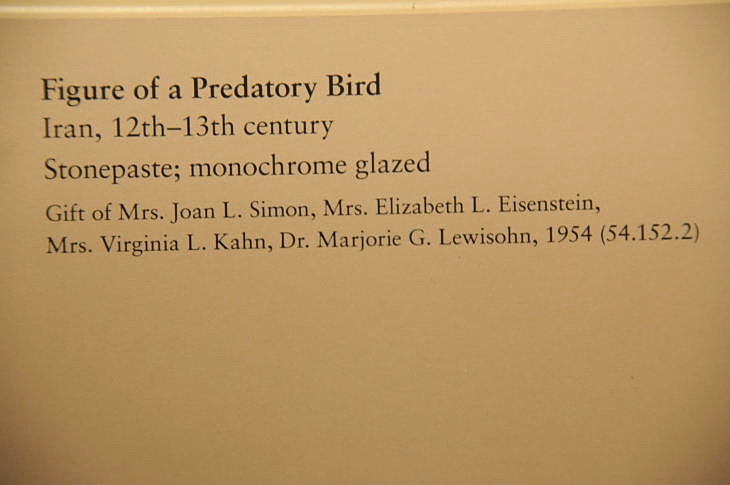 Figure of a Predatory Bird
Iran, 12th–13th century
Stonepaste; monochrome glazed
Gift of Mrs. Joan L. Simon, Mrs. Elizabeth L. Eisenstein,
Mrs. Virginia L. Kahn, Dr. Marjorie G. Lewisohn, 1954 (54.152.2)